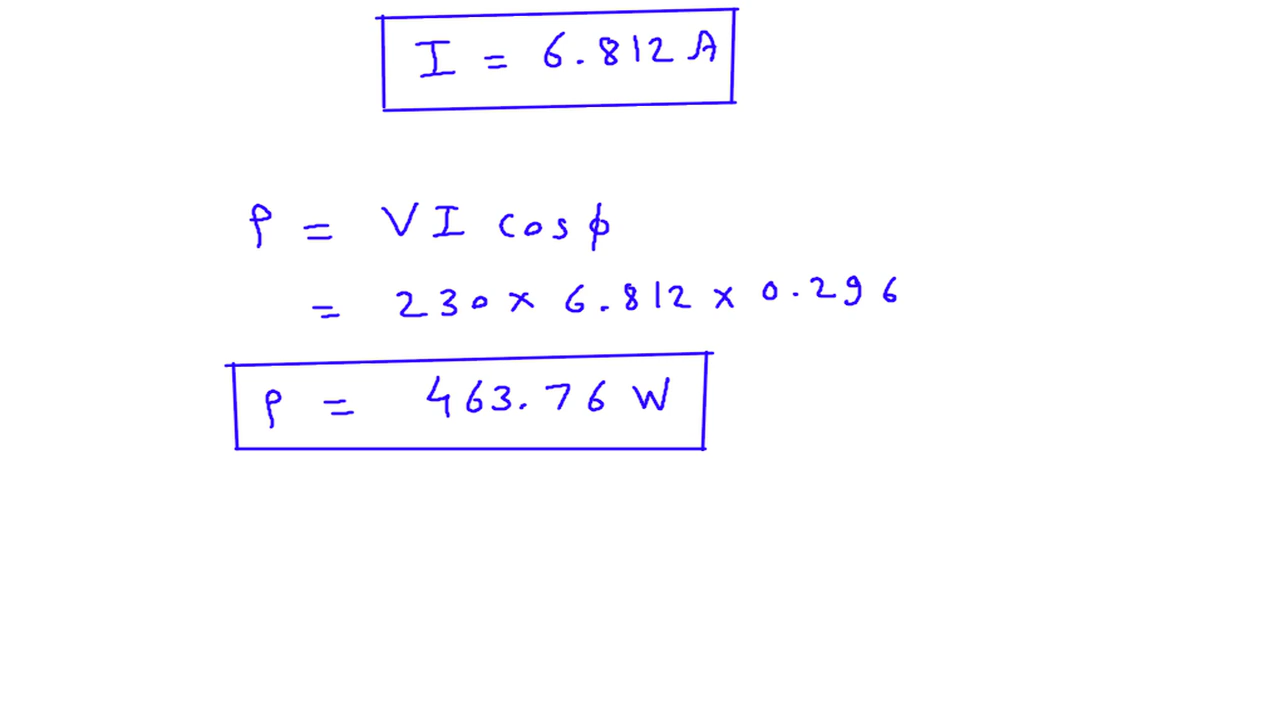 I = 6.812 A
P = VI cosϕ
= 230 × 6.812 × 0.296
P = 463.76 W